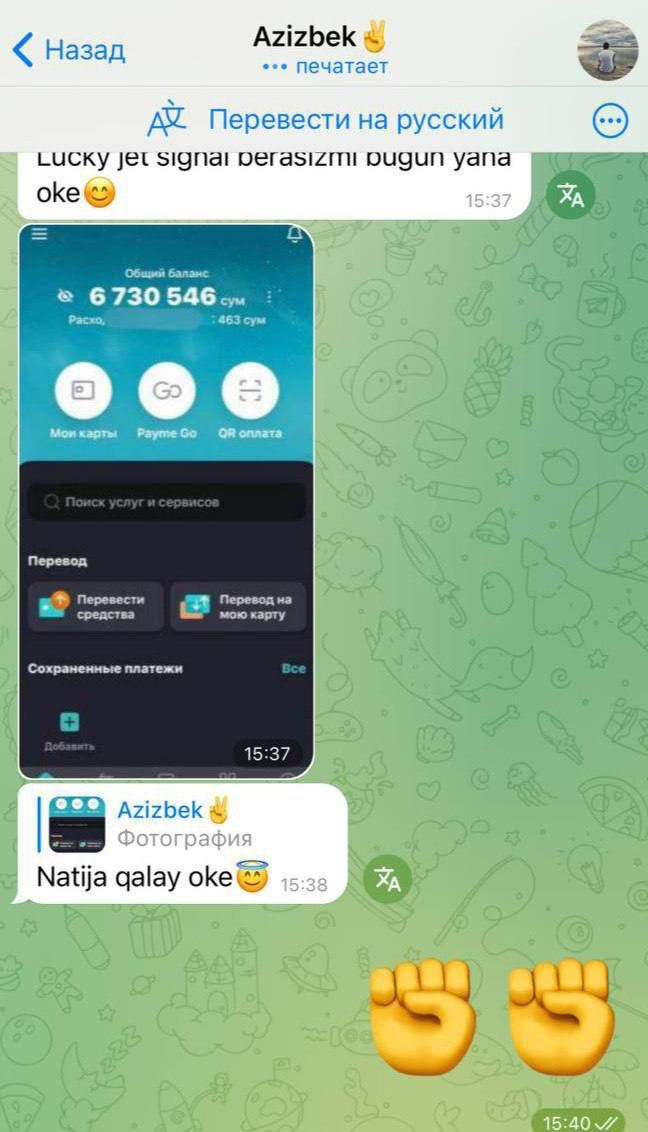 Назад
Azizbek✌️
••• печатает
Перевести на русский
Lucky jet signal berasizmi bugun yana
oke😊
15:37
Общий баланс
6 730 546 сум
Расхо, : 463 сум
Мои карты Payme Go QR оплата
Поиск услуг и сервисов
Перевод
Перевести средства
Перевод на мою карту
Сохраненные платежи Все
Добавить
15:37
Azizbek✌️
Фотография
Natija qalay oke😇 15:38
15:40